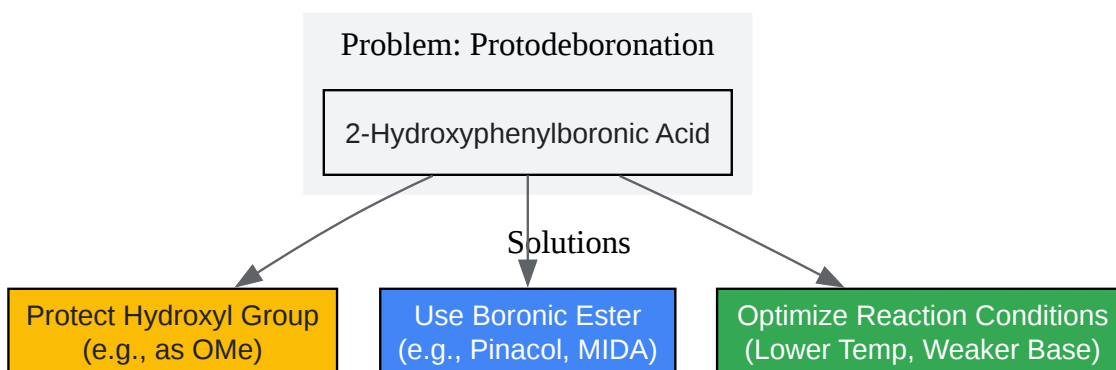 Problem: Protodeboronation
2-Hydroxyphenylboronic Acid
Solutions
Protect Hydroxyl Group
(e.g., as OMe)
Use Boronic Ester
(e.g., Pinacol, MIDA)
Optimize Reaction Conditions
(Lower Temp, Weaker Base)